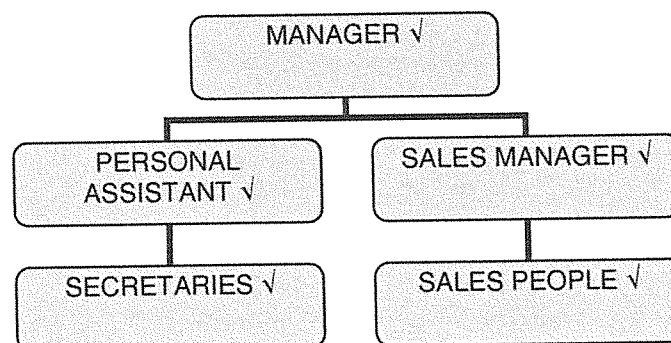 MANAGER √
PERSONAL
ASSISTANT √
SALES MANAGER √
SECRETARIES √
SALES PEOPLE √